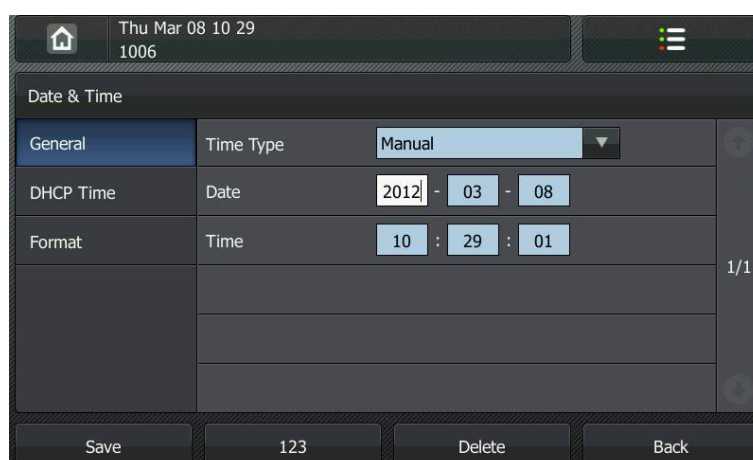 Thu Mar 08 10 29
1006
Date & Time
General
Time Type Manual
DHCP Time
Date 2012 - 03 - 08
Format
Time 10 : 29 : 01
1/1
Save 123 Delete Back